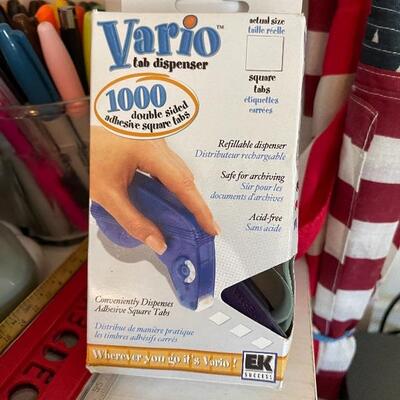 Vario™
tab dispenser
1000
double sided
adhesive square tabs
actual size
taille réelle
square
tabs
etiquettes
carrées
Refillable dispenser
Distributeur rechargeable
Safe for archiving
Sûr pour les
documents d'archives
Acid-free
Sans acide
Conveniently Dispenses
Adhesive Square Tabs
Distribue de manière pratique
les timbres adhésifs carrés
Wherever you go it's Vario!
EK
SUCCESS